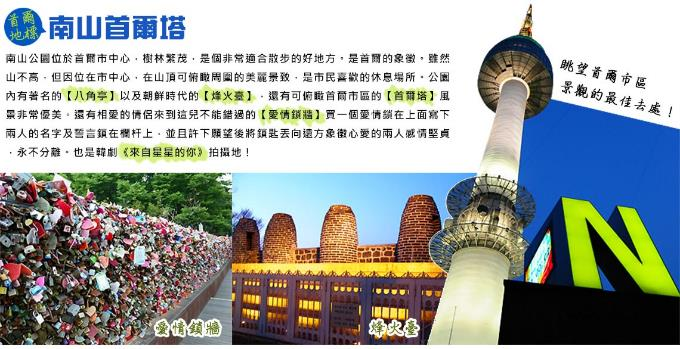 首爾
地標
南山首爾塔
南山公園位於首爾市中心，樹林繁茂，是個非常適合散步的好地方。是首爾的象徵。雖然
山不高，但因位在市中心，在山頂可俯瞰周圍的美麗景致，是市民喜歡的休息場所。公園
內有著名的【八角亭】以及朝鮮時代的【烽火臺】，還有可俯瞰首爾市區的【首爾塔】風
景非常優美。還有相愛的情侶來到這兒不能錯過的【愛情鎖牆】買一個愛情鎖在上面寫下
兩人的名字及誓言鎖在欄杆上，並且許下願望後將鎖匙丟向遠方象徵心愛的兩人感情堅貞
，永不分離。也是韓劇《來自星星的你》拍攝地！
眺望首爾市區
景觀的最佳去處！
N
愛情鎖牆
烽火臺